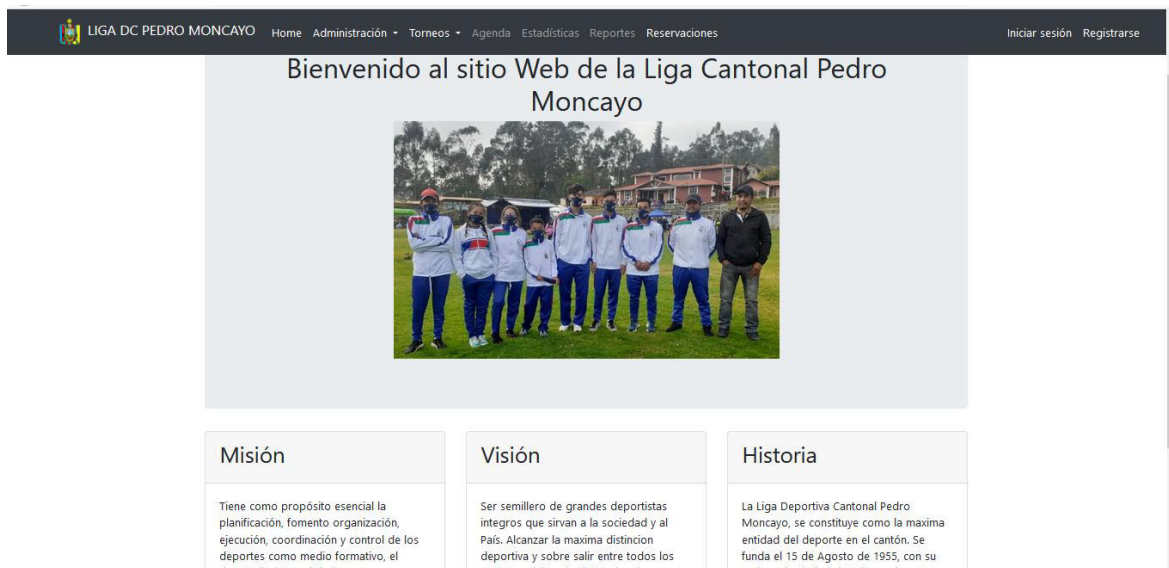 LIGA DC PEDRO MONCAYO Home Administración Torneos Agenda Estadísticas Reportes Reservaciones Iniciar sesión Registrarse
Bienvenido al sitio Web de la Liga Cantonal Pedro
Moncayo
Misión
Tiene como propósito esencial la
planificación, fomento organización,
ejecución, coordinación y control de los
deportes como medio formativo, el
Visión
Ser semillero de grandes deportistas
integros que sirvan a la sociedad y al
País. Alcanzar la maxima distincion
deportiva y sobre salir entre todos los
Historia
La Liga Deportiva Cantonal Pedro
Moncayo, se constituye como la maxima
entidad del deporte en el cantón. Se
funda el 15 de Agosto de 1955, con su